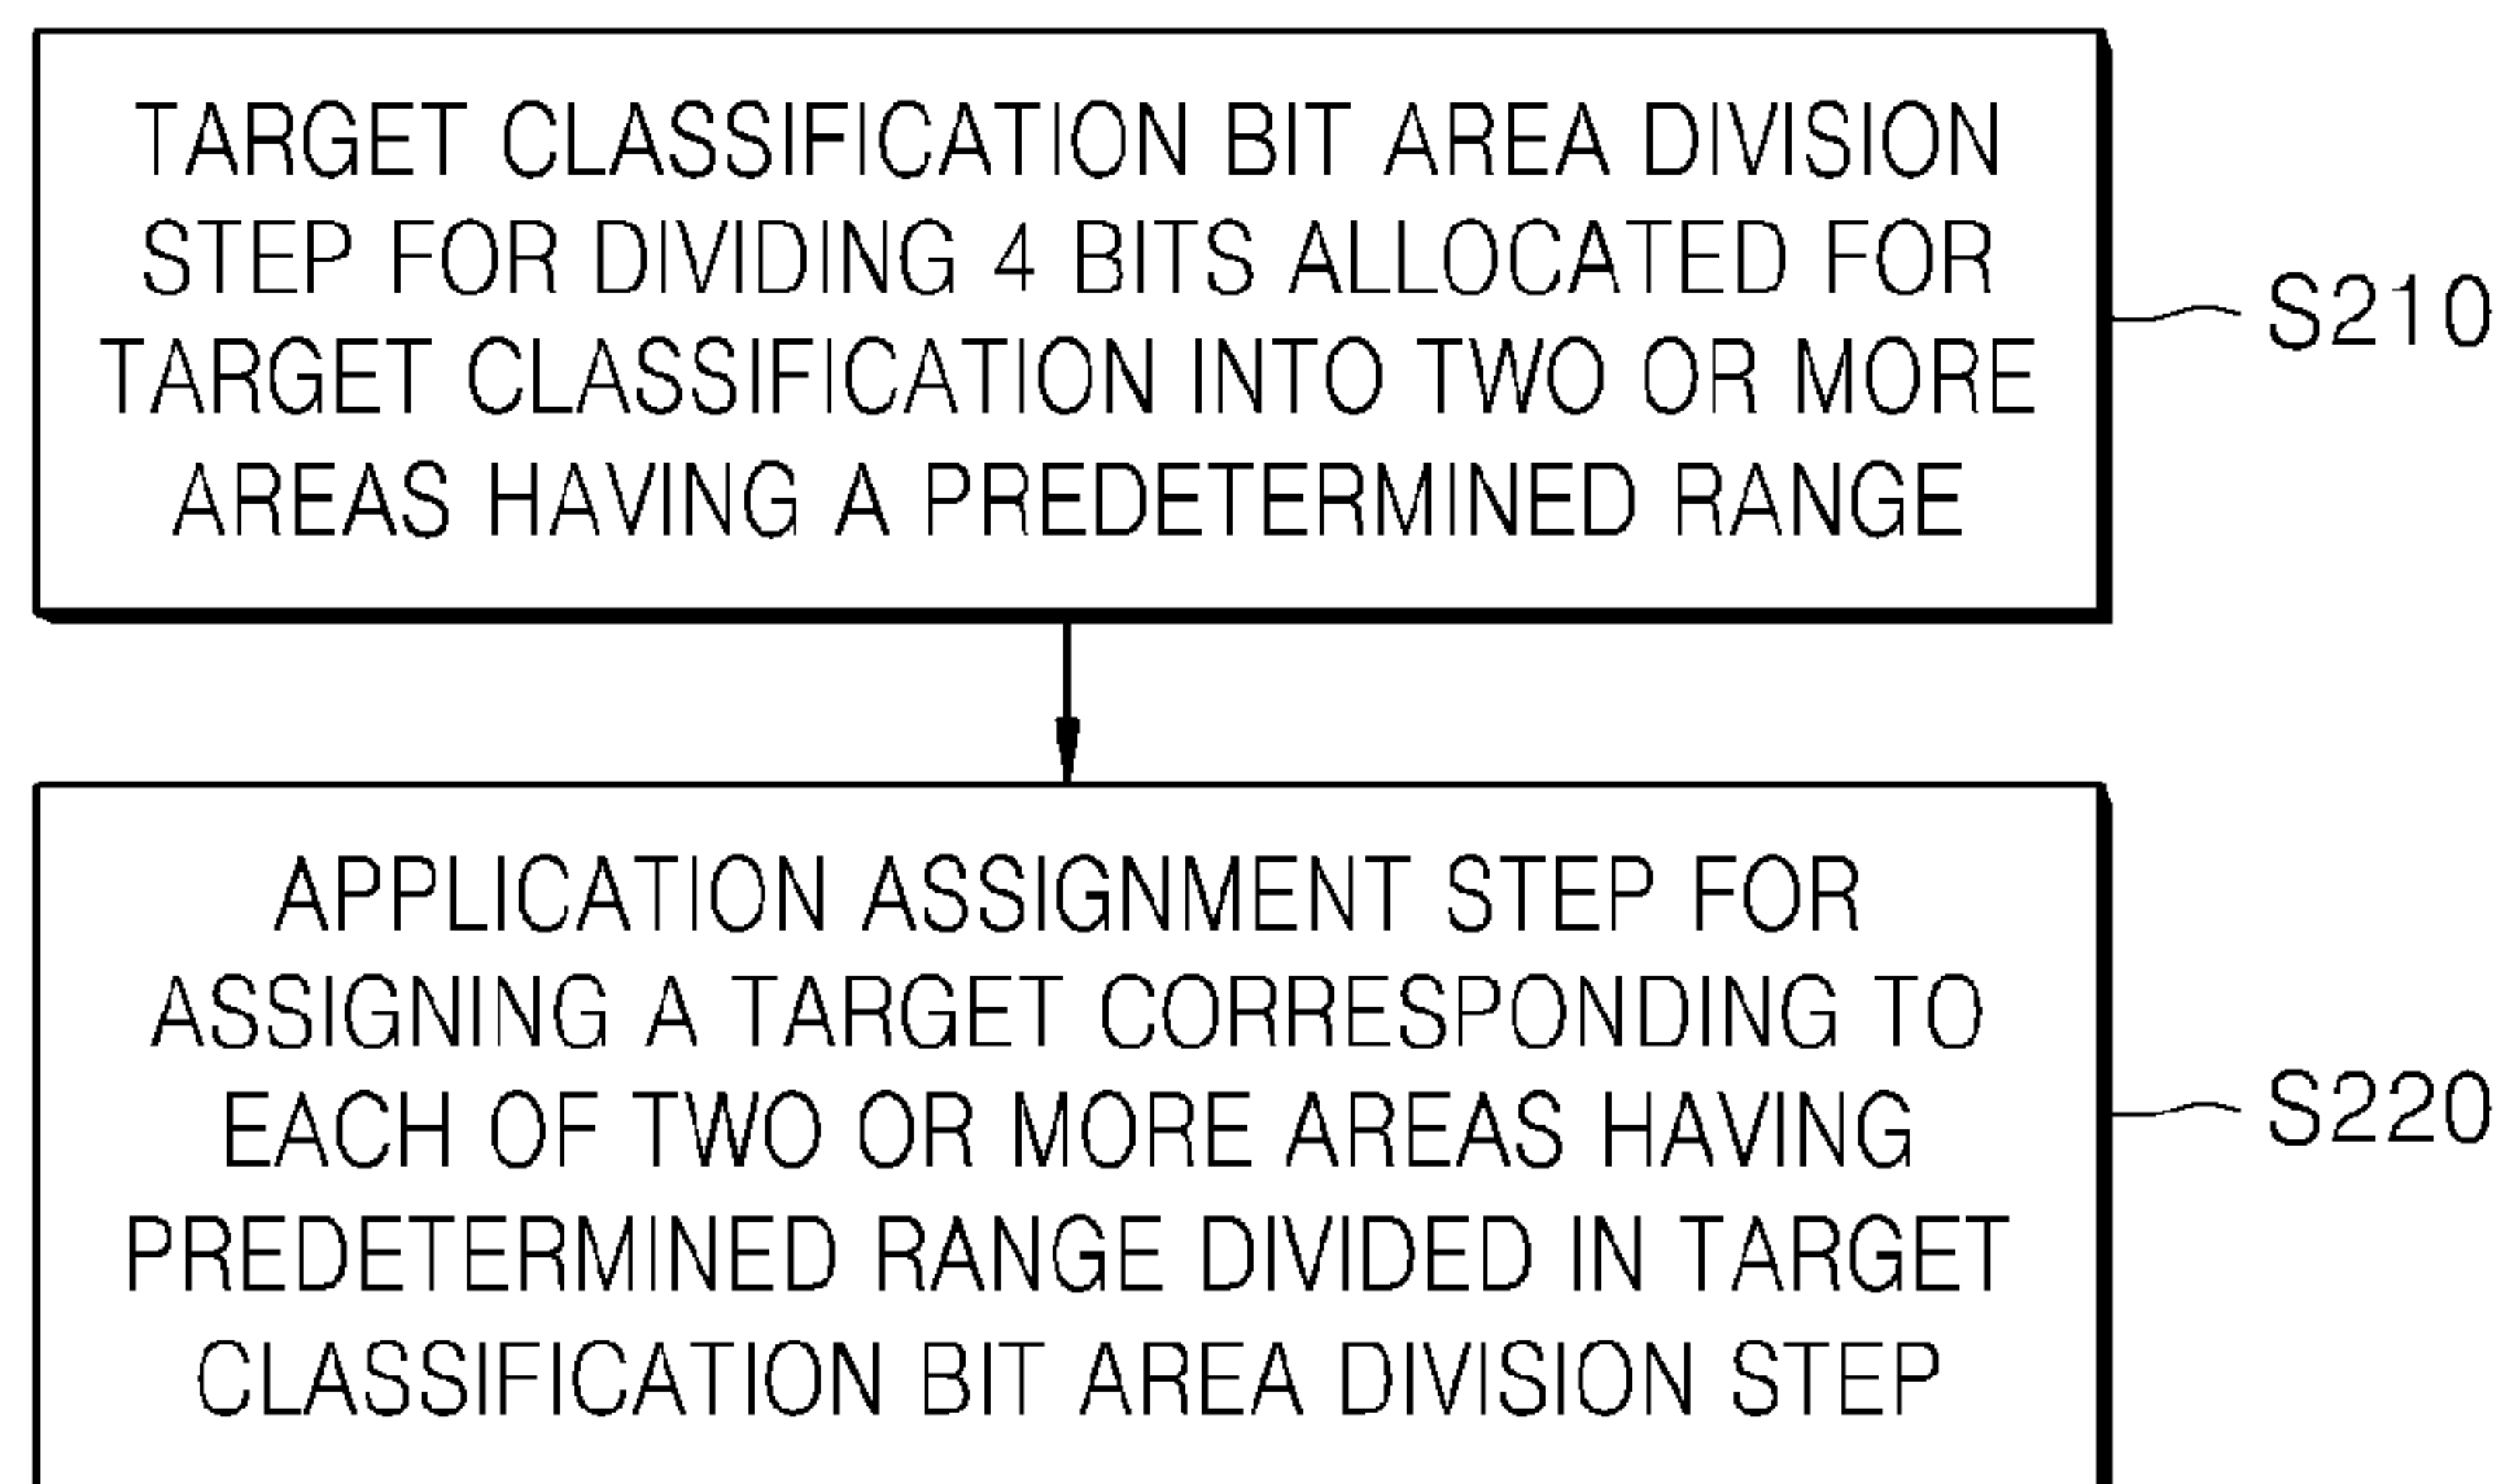 TARGET CLASSIFICATION BIT AREA DIVISION
STEP FOR DIVIDING 4 BITS ALLOCATED FOR
TARGET CLASSIFICATION INTO TWO OR MORE
AREAS HAVING A PREDETERMINED RANGE
S210
APPLICATION ASSIGNMENT STEP FOR
ASSIGNING A TARGET CORRESPONDING TO
EACH OF TWO OR MORE AREAS HAVING
PREDETERMINED RANGE DIVIDED IN TARGET
CLASSIFICATION BIT AREA DIVISION STEP
S220